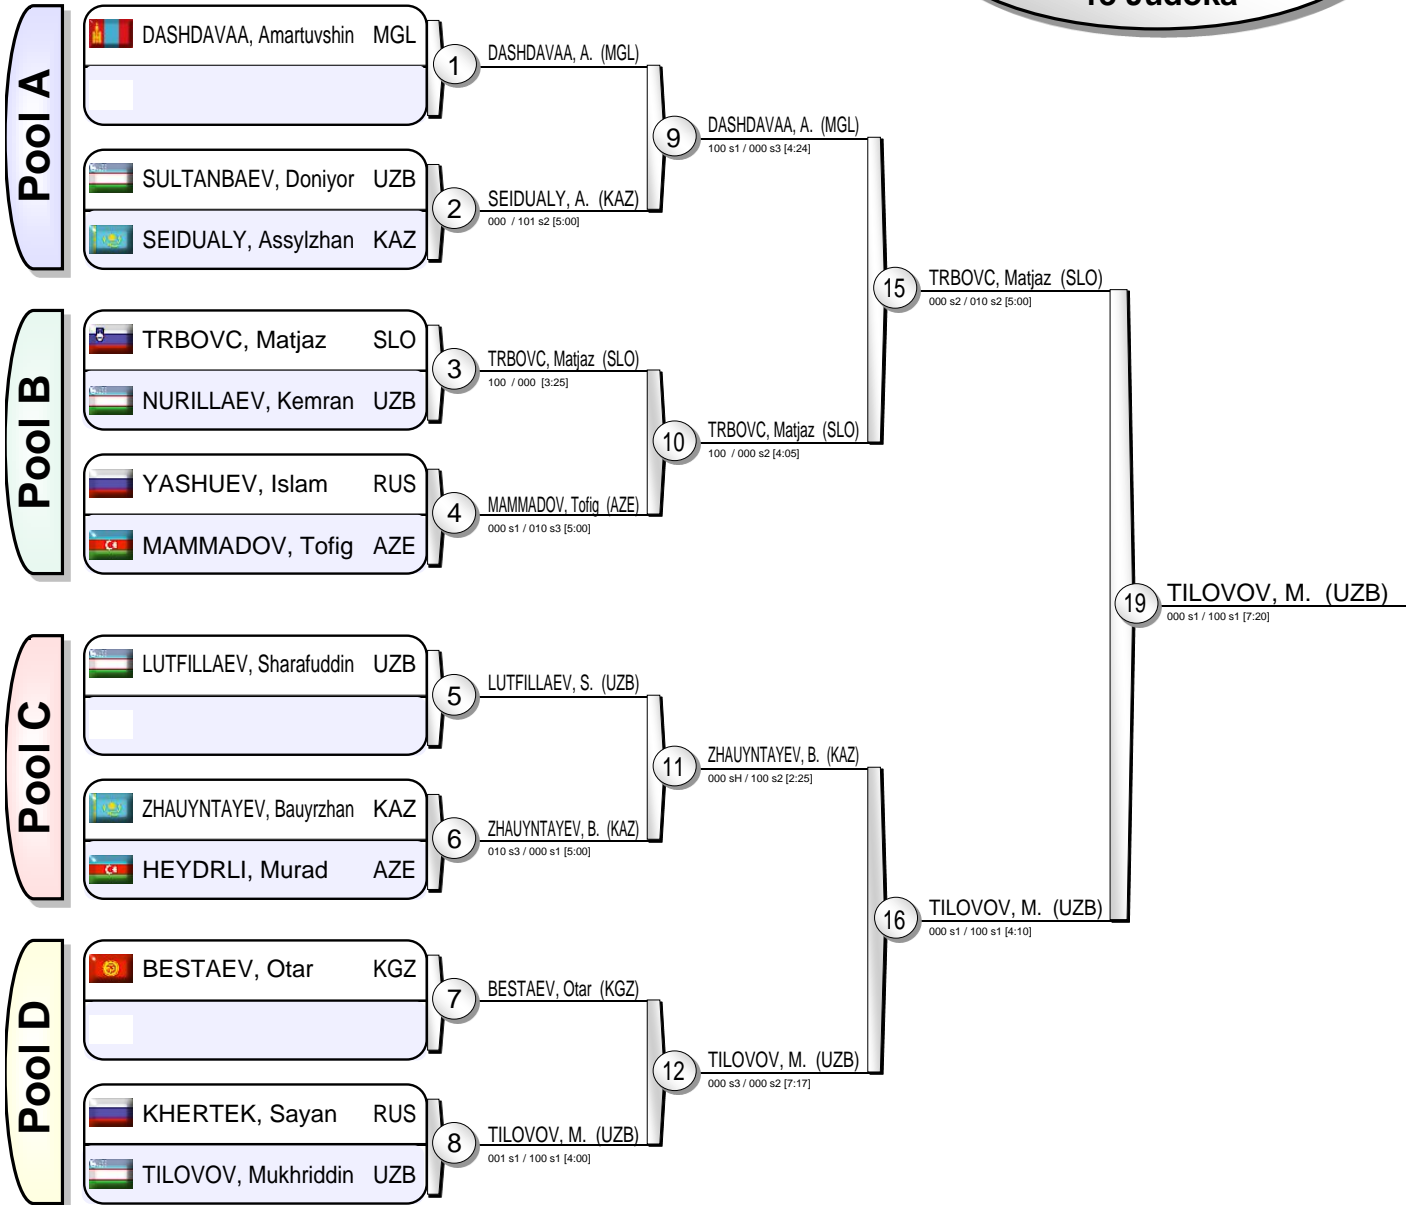 Pool A
DASHDAVAA, Amartuvshin MGL
SULTANBAEV, Doniyor UZB
SEIDUALY, Assylzhan KAZ
Pool B
TRBOVC, Matjaz SLO
NURILLAEV, Kemran UZB
YASHUEV, Islam RUS
MAMMADOV, Tofig AZE
Pool C
LUTFILLAEV, Sharafuddin UZB
ZHAUYNTAYEV, Bauyrzhan KAZ
HEYDRLI, Murad AZE
Pool D
BESTAEV, Otar KGZ
KHERTEK, Sayan RUS
TILOVOV, Mukhriddin UZB
1
DASHDAVAA, A. (MGL)
2
SEIDUALY, A. (KAZ)
000 / 101 s2 [5:00]
3
TRBOVC, Matjaz (SLO)
100 / 000 [3:25]
4
MAMMADOV, Tofig (AZE)
000 s1 / 010 s3 [5:00]
5
LUTFILLAEV, S. (UZB)
6
ZHAUYNTAYEV, B. (KAZ)
010 s3 / 000 s1 [5:00]
7
BESTAEV, Otar (KGZ)
8
TILOVOV, M. (UZB)
001 s1 / 100 s1 [4:00]
9
DASHDAVAA, A. (MGL)
100 s1 / 000 s3 [4:24]
10
TRBOVC, Matjaz (SLO)
100 / 000 s2 [4:05]
11
ZHAUYNTAYEV, B. (KAZ)
000 sH / 100 s2 [2:25]
12
TILOVOV, M. (UZB)
000 s3 / 000 s2 [7:17]
15
TRBOVC, Matjaz (SLO)
000 s2 / 010 s2 [5:00]
16
TILOVOV, M. (UZB)
000 s1 / 100 s1 [4:10]
19
TILOVOV, M. (UZB)
000 s1 / 100 s1 [7:20]